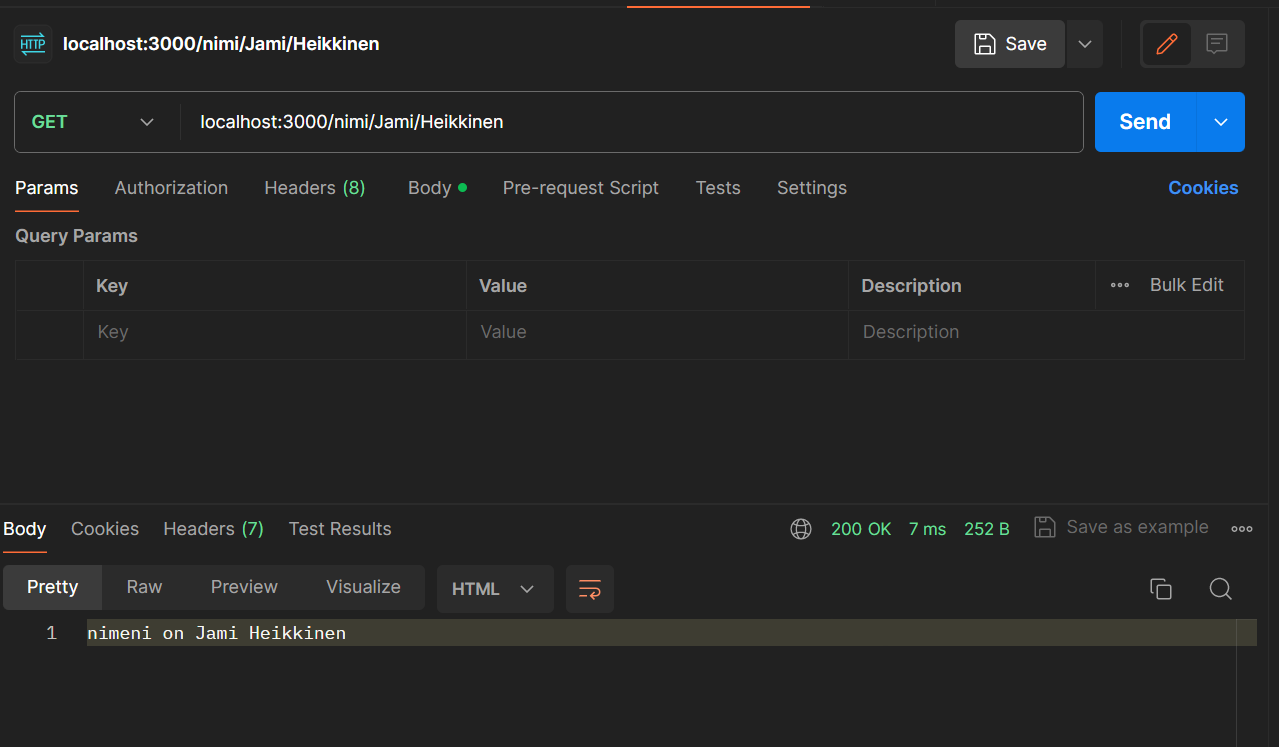 HTTP localhost:3000/nimi/Jami/Heikkinen Save
GET localhost:3000/nimi/Jami/Heikkinen Send
Params Authorization Headers (8) Body Pre-request Script Tests Settings Cookies
Query Params
Key Value Description Bulk Edit
Key Value Description
Body Cookies Headers (7) Test Results 200 OK 7 ms 252 B Save as example
Pretty Raw Preview Visualize HTML
1 nimeni on Jami Heikkinen